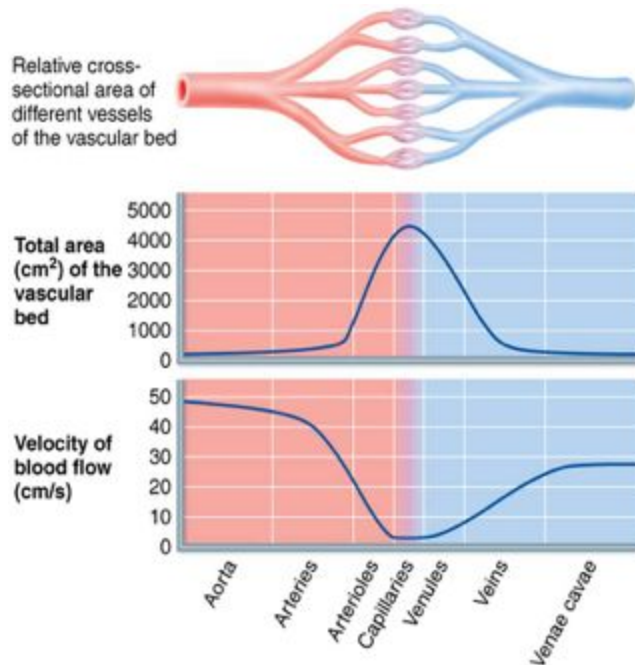 Relative cross-
sectional area of
different vessels
of the vascular bed
Total area
(cm²) of the
vascular
bed
5000
4000
3000
2000
1000
0
Velocity of
blood flow
(cm/s)
50
40
30
20
10
0
Aorta
Arteries
Arterioles
Capillaries
Venules
Veins
Venae cavae